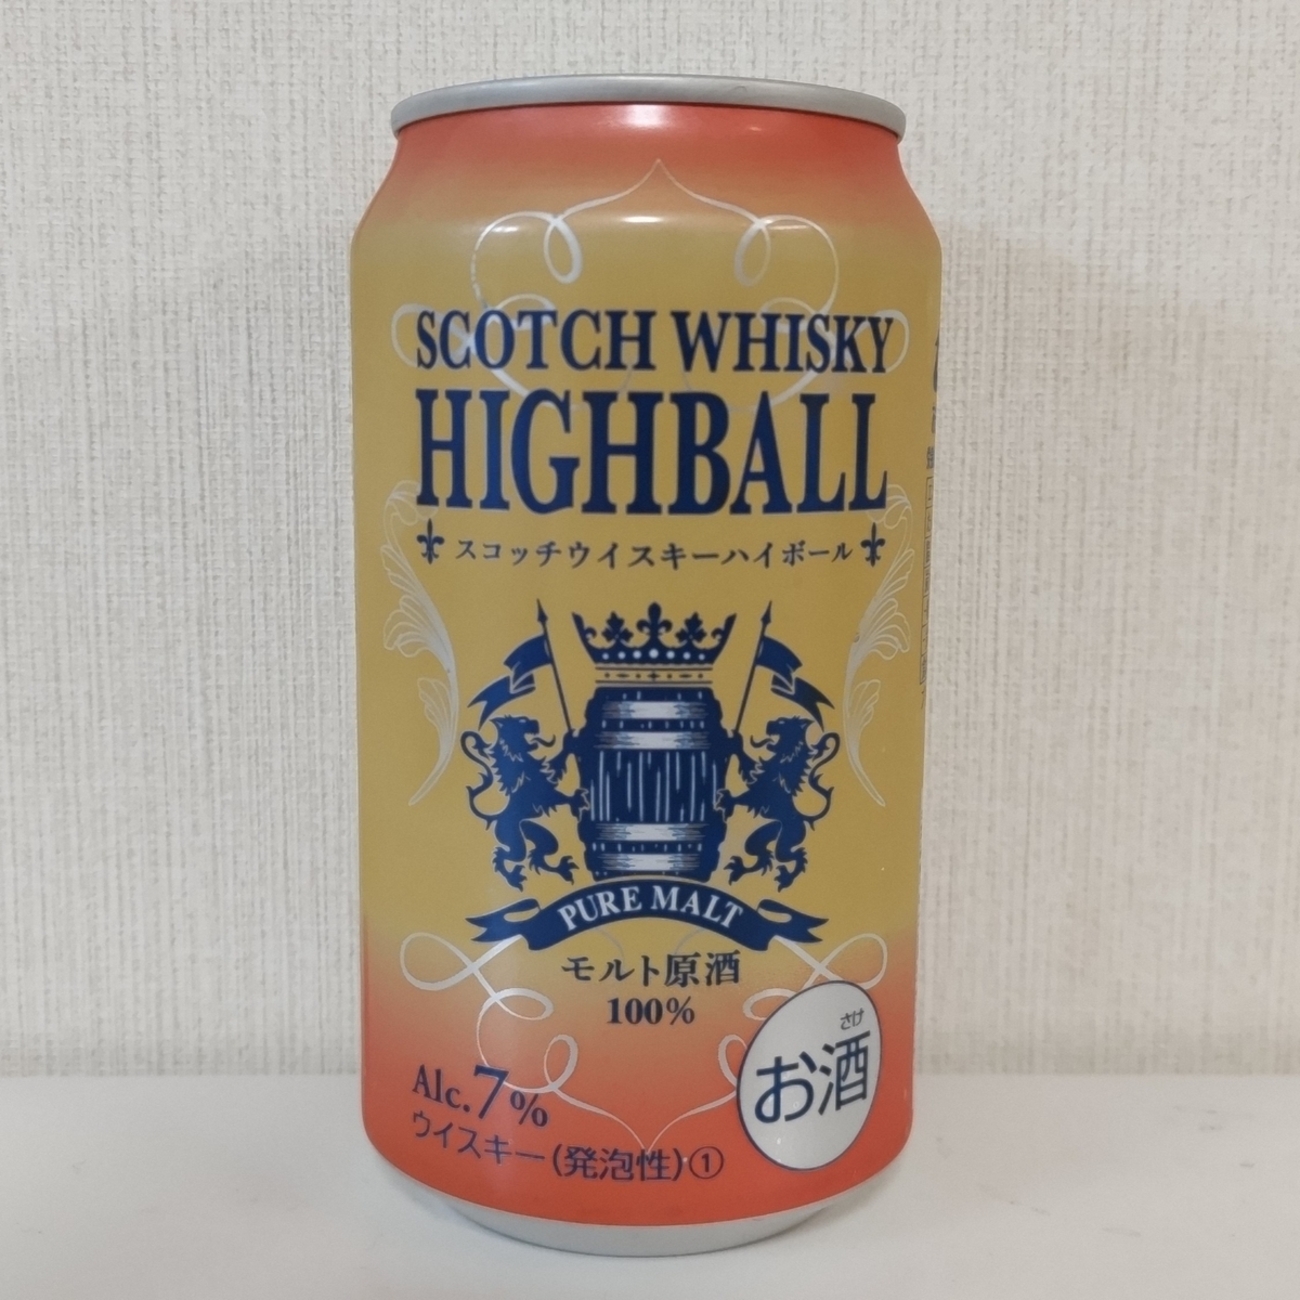 SCOTCH WHISKY
HIGHBALL
スコッチウイスキーハイボール
PURE MALT
モルト原酒
100%
さけ
お酒
Alc.7%
ウイスキー(発泡性)①